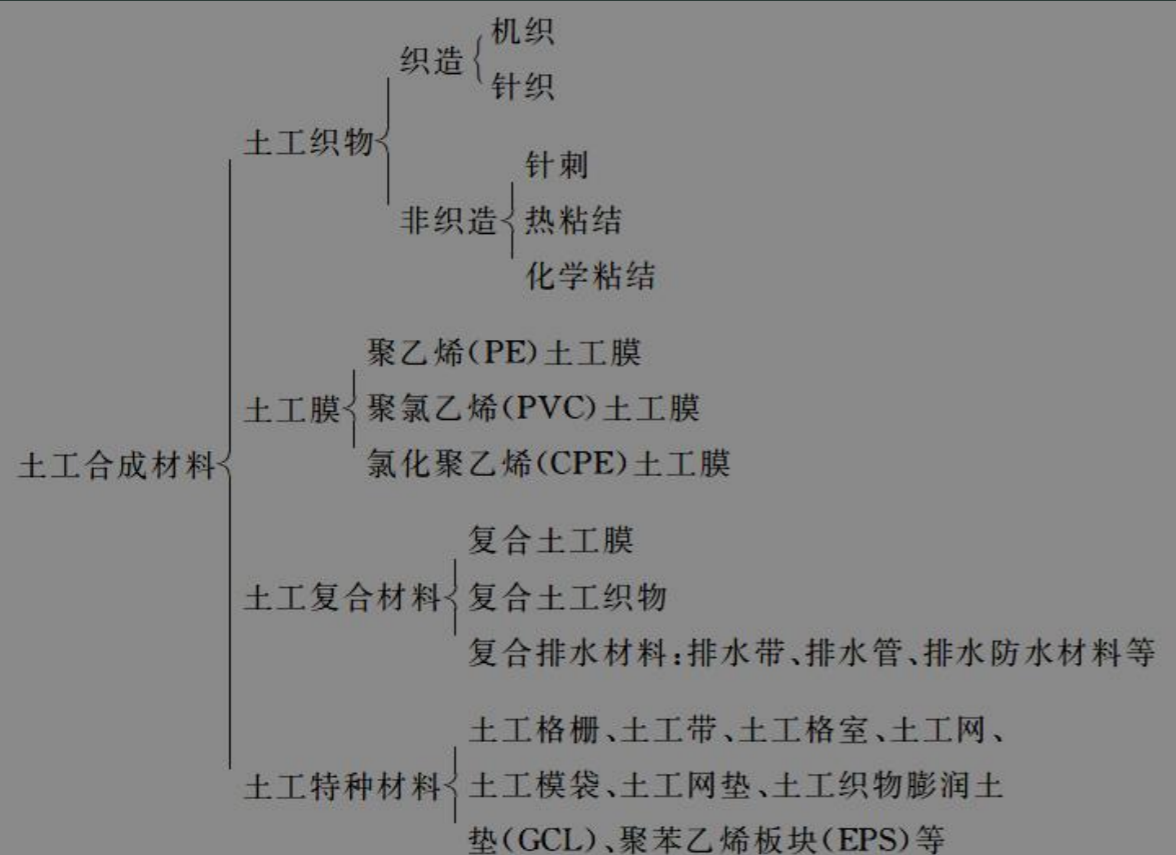 机织
织造
针织
土工织物
针刺
非织造
热粘结
化学粘结
聚乙烯(PE)土工膜
土工膜
聚氯乙烯(PVC)土工膜
氯化聚乙烯(CPE)土工膜
土工合成材料
复合土工膜
土工复合材料
复合土工织物
复合排水材料:排水带、排水管、排水防水材料等
土工格栅、土工带、土工格室、土工网、
土工特种材料
土工模袋、土工网垫、土工织物膨润土
垫(GCL)、聚苯乙烯板块(EPS)等